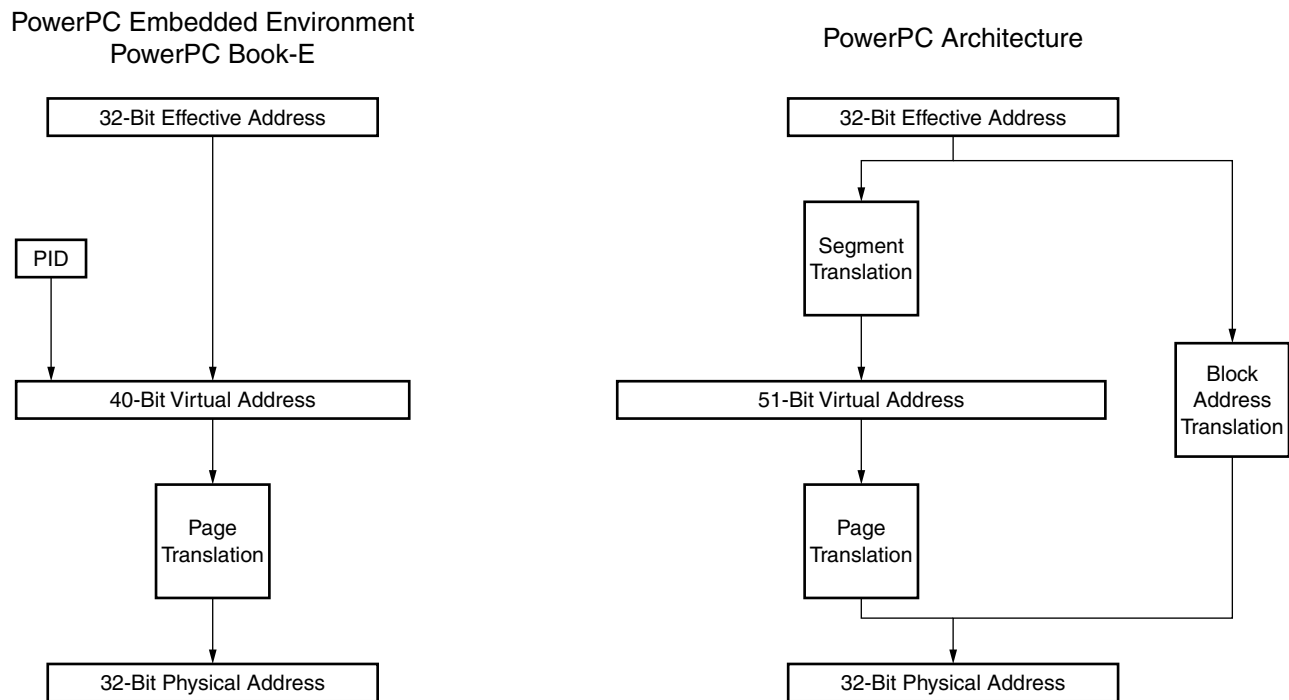 PowerPC Embedded Environment
PowerPC Book-E
32-Bit Effective Address
PID
40-Bit Virtual Address
Page
Translation
32-Bit Physical Address
PowerPC Architecture
32-Bit Effective Address
Segment
Translation
51-Bit Virtual Address
Block
Address
Translation
Page
Translation
32-Bit Physical Address